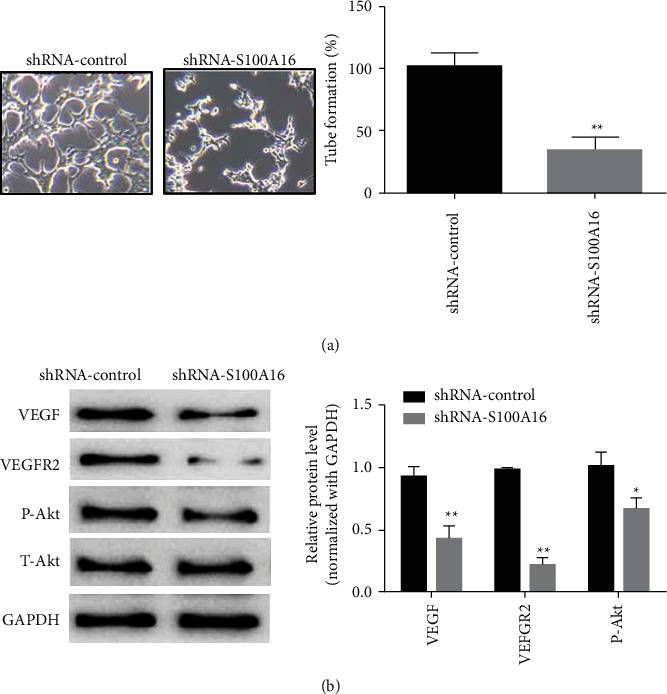 shRNA-control shRNA-S100A16
Tube formation (%)
150
100
50
0
**
shRNA-control
shRNA-S100A16
(a)
shRNA-control shRNA-S100A16
VEGF
VEGFR2
P-Akt
T-Akt
GAPDH
Relative protein level
(normalized with GAPDH)
1.5
1.0
0.5
0.0
shRNA-control
shRNA-S100A16
**
**
*
VEGF
VEFGR2
P-Akt
(b)